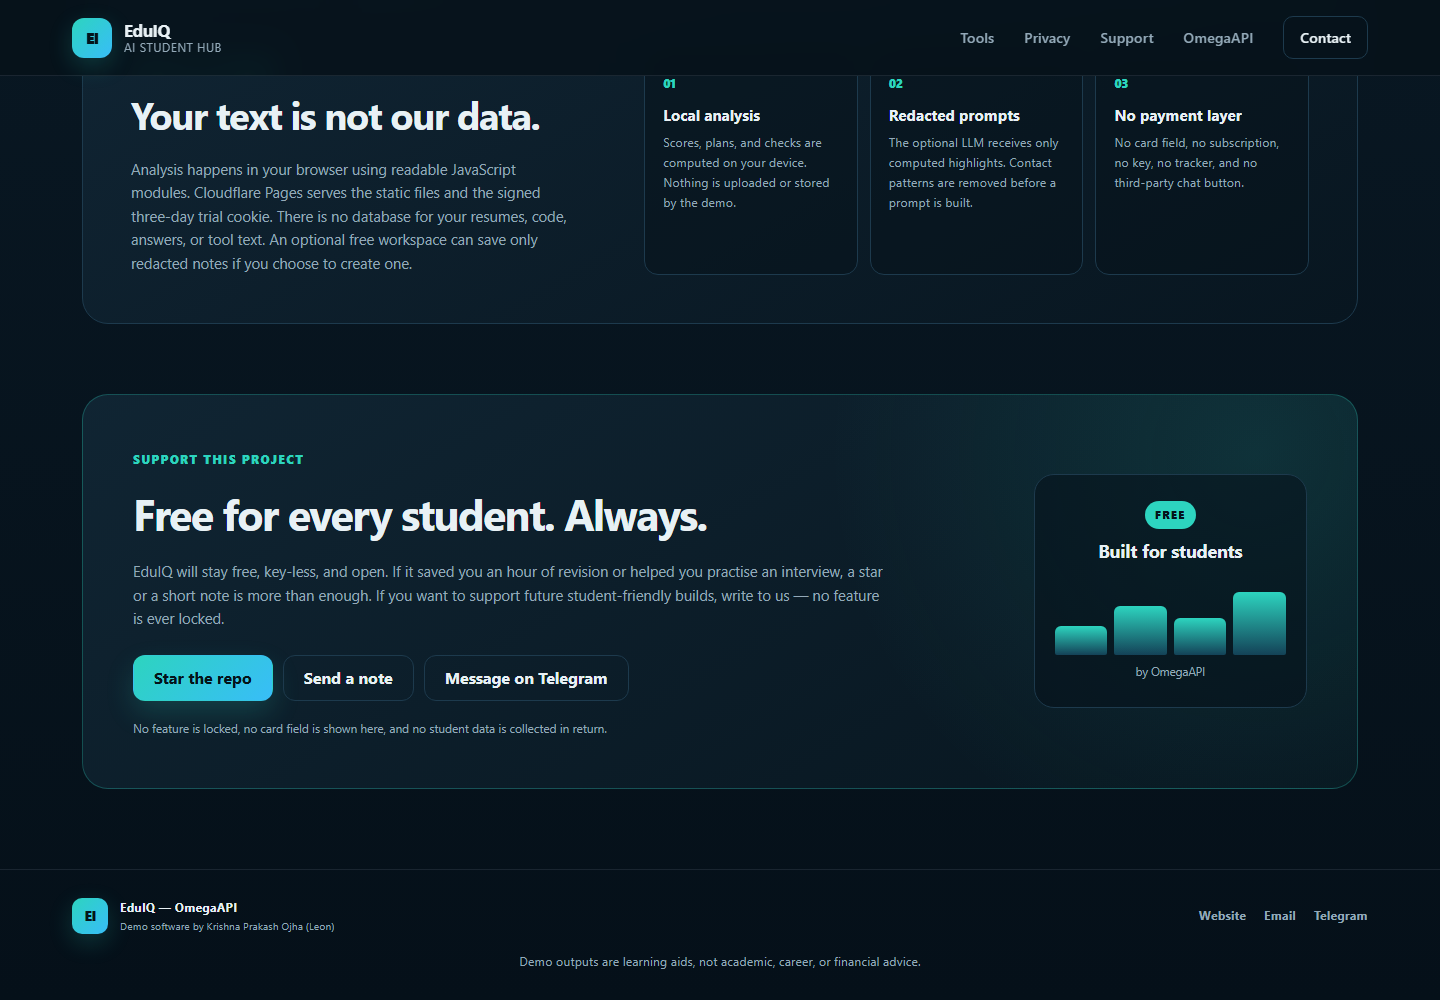 EI
EduIQ
AI STUDENT HUB
Tools
Privacy
Support
OmegaAPI
Contact
Your text is not our data.
Analysis happens in your browser using readable JavaScript
modules. Cloudflare Pages serves the static files and the signed
three-day trial cookie. There is no database for your resumes, code,
answers, or tool text. An optional free workspace can save only
redacted notes if you choose to create one.
01
Local analysis
Scores, plans, and checks are
computed on your device.
Nothing is uploaded or stored
by the demo.
02
Redacted prompts
The optional LLM receives only
computed highlights. Contact
patterns are removed before a
prompt is built.
03
No payment layer
No card field, no subscription,
no key, no tracker, and no
third-party chat button.
SUPPORT THIS PROJECT
Free for every student. Always.
EduIQ will stay free, key-less, and open. If it saved you an hour of revision or helped you practise an interview, a star
or a short note is more than enough. If you want to support future student-friendly builds, write to us — no feature
is ever locked.
Star the repo
Send a note
Message on Telegram
No feature is locked, no card field is shown here, and no student data is collected in return.
FREE
Built for students
by OmegaAPI
EI
EduIQ — OmegaAPI
Demo software by Krishna Prakash Ojha (Leon)
Website
Email
Telegram
Demo outputs are learning aids, not academic, career, or financial advice.